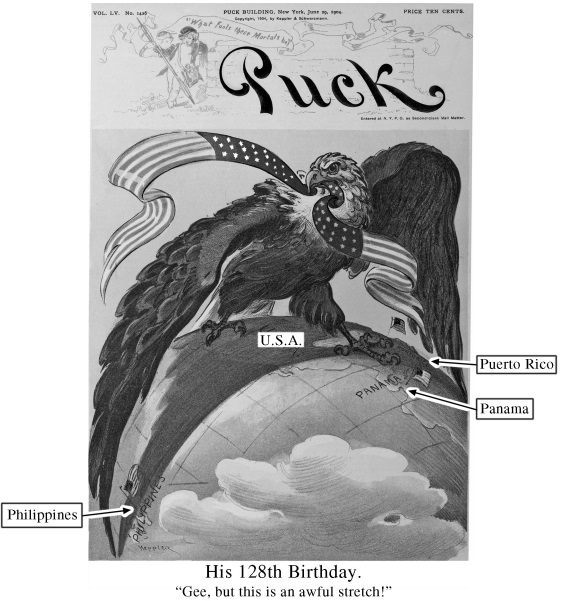 VOL. LV. No. 1426
PUCK BUILDING, New York, June 29, 1904.
PRICE TEN CENTS.
Copyright, 1904, by Keppler & Schwarzmann.
"What Fools these Mortals be!"
Puck
Entered at N. Y. P. O. as Second-class Mail Matter.
U.S.A.
Puerto Rico
PANAMA
Panama
PHILIPPINES
Philippines
His 128th Birthday.
“Gee, but this is an awful stretch!”